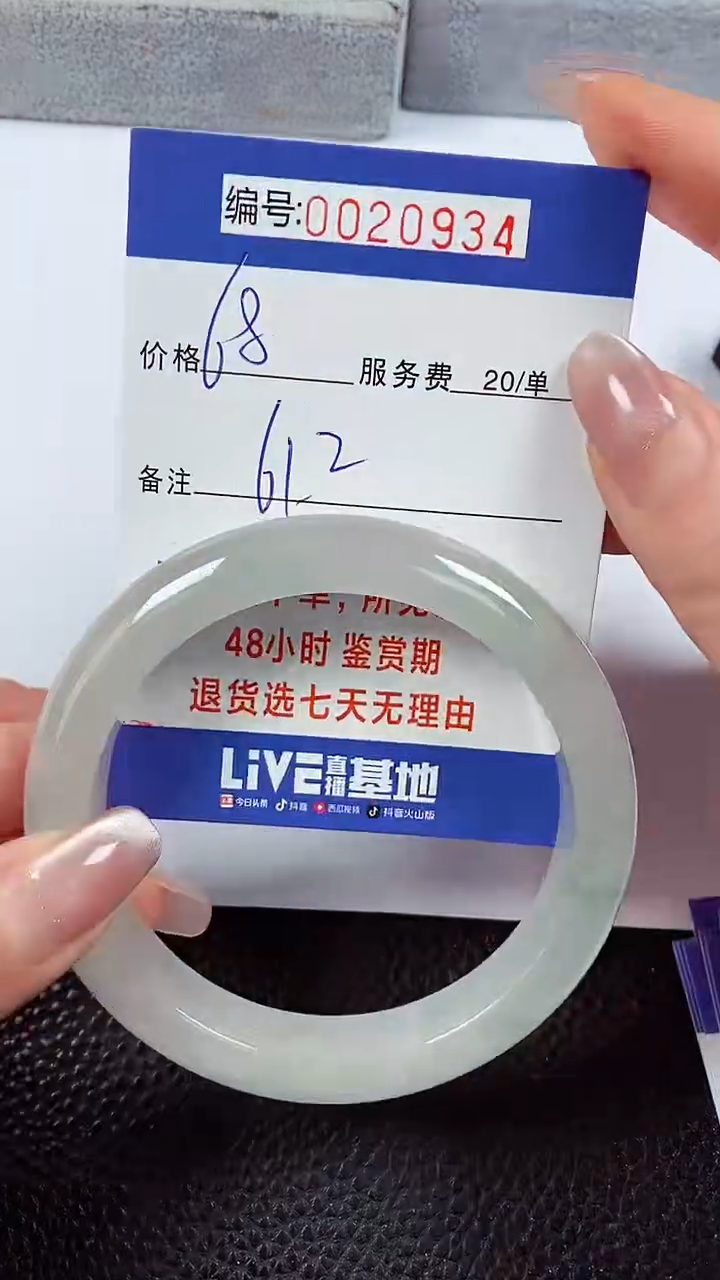 编号:0020934
价格 68 服务费 20/单
备注 61.2
48小时 鉴赏期
退货选七天无理由
LiVE直播基地
今日头条 抖音 西瓜视频 抖音火山版